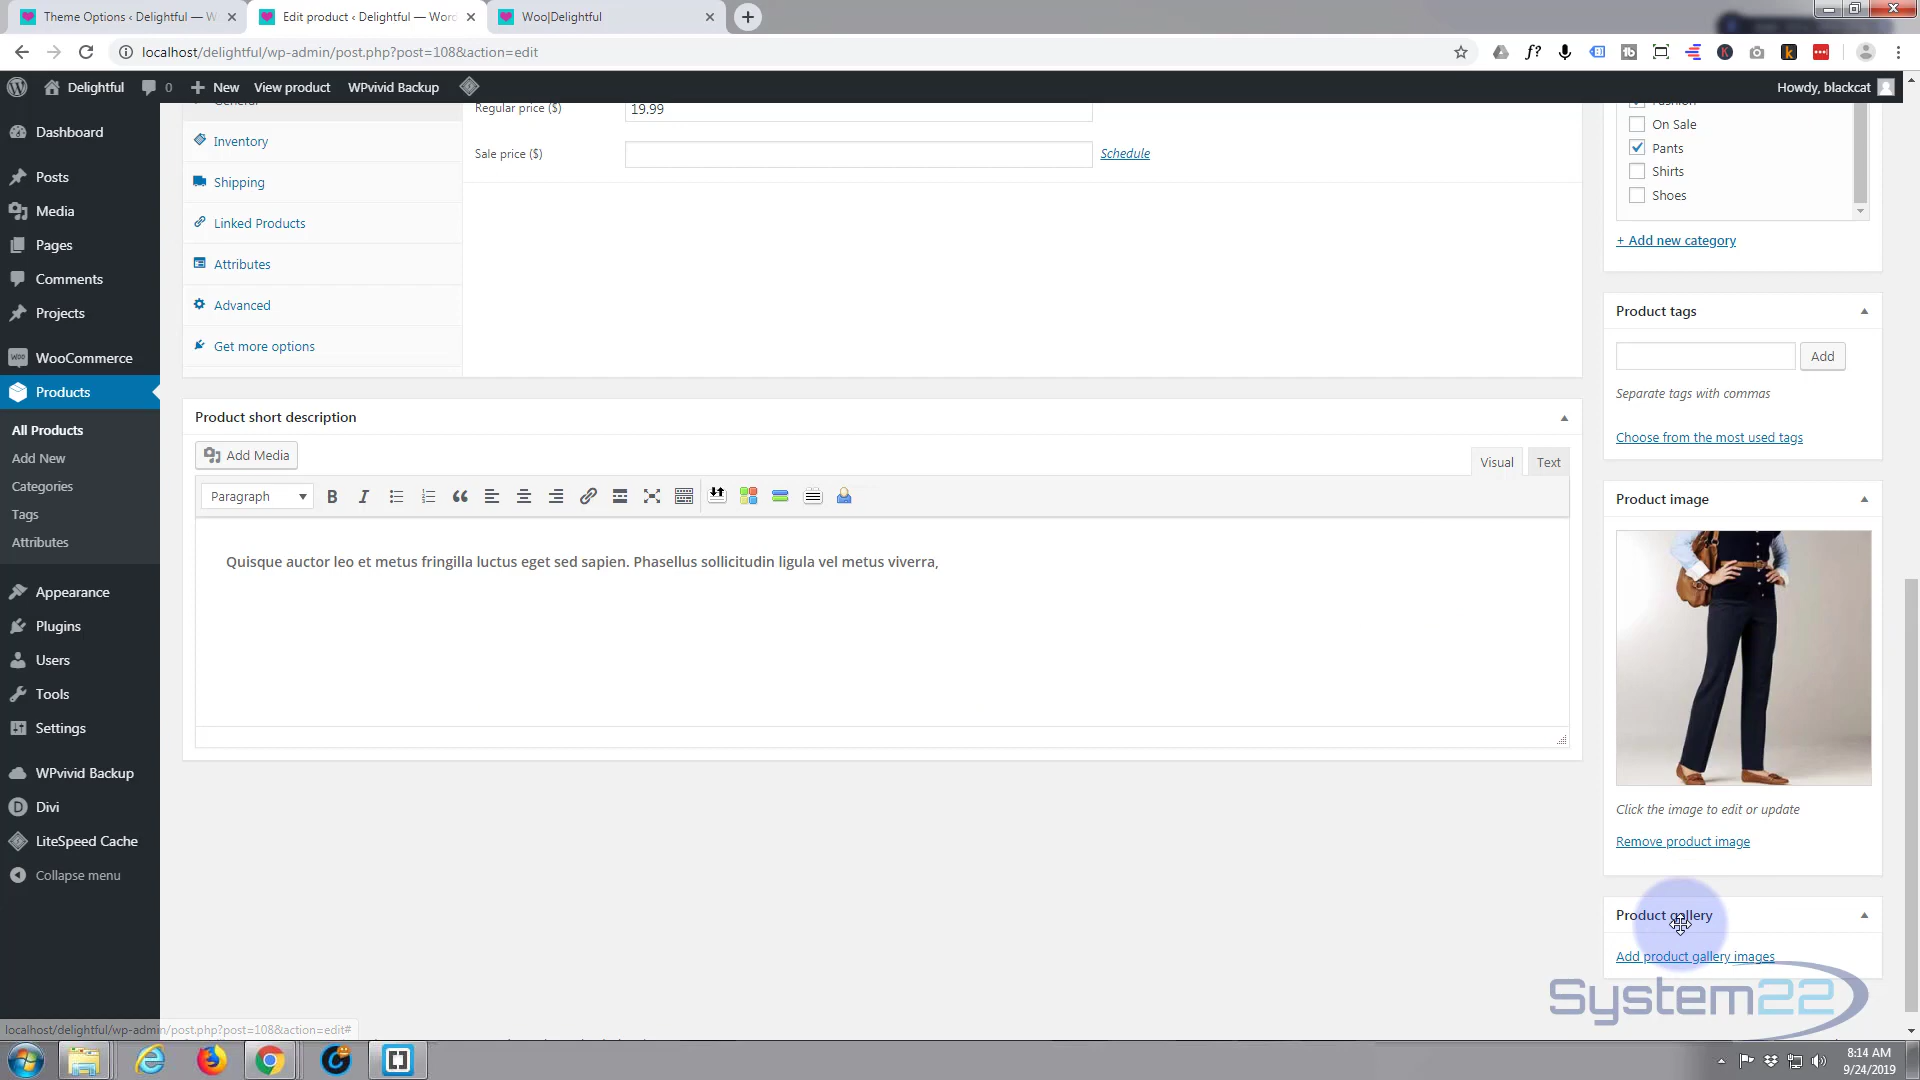 Theme Options ‹ Delightful — W
Edit product ‹ Delightful — Wor
Woo|Delightful
localhost/delightful/wp-admin/post.php?post=108&action=edit
Delightful
0
New
View product
WPvivid Backup
Howdy, blackcat
Dashboard
Posts
Media
Pages
Comments
Projects
WooCommerce
Products
All Products
Add New
Categories
Tags
Attributes
Appearance
Plugins
Users
Tools
Settings
WPvivid Backup
Divi
LiteSpeed Cache
Collapse menu
General
Inventory
Shipping
Linked Products
Attributes
Advanced
Get more options
Regular price ($)
19.99
Sale price ($)
Schedule
Product short description
Add Media
Visual
Text
Paragraph
Quisque auctor leo et metus fringilla luctus eget sed sapien. Phasellus sollicitudin ligula vel metus viverra,
Fashion
On Sale
Pants
Shirts
Shoes
+ Add new category
Product tags
Add
Separate tags with commas
Choose from the most used tags
Product image
Click the image to edit or update
Remove product image
Product gallery
Add product gallery images
System22
localhost/delightful/wp-admin/post.php?post=108&action=edit#
8:14 AM
9/24/2019